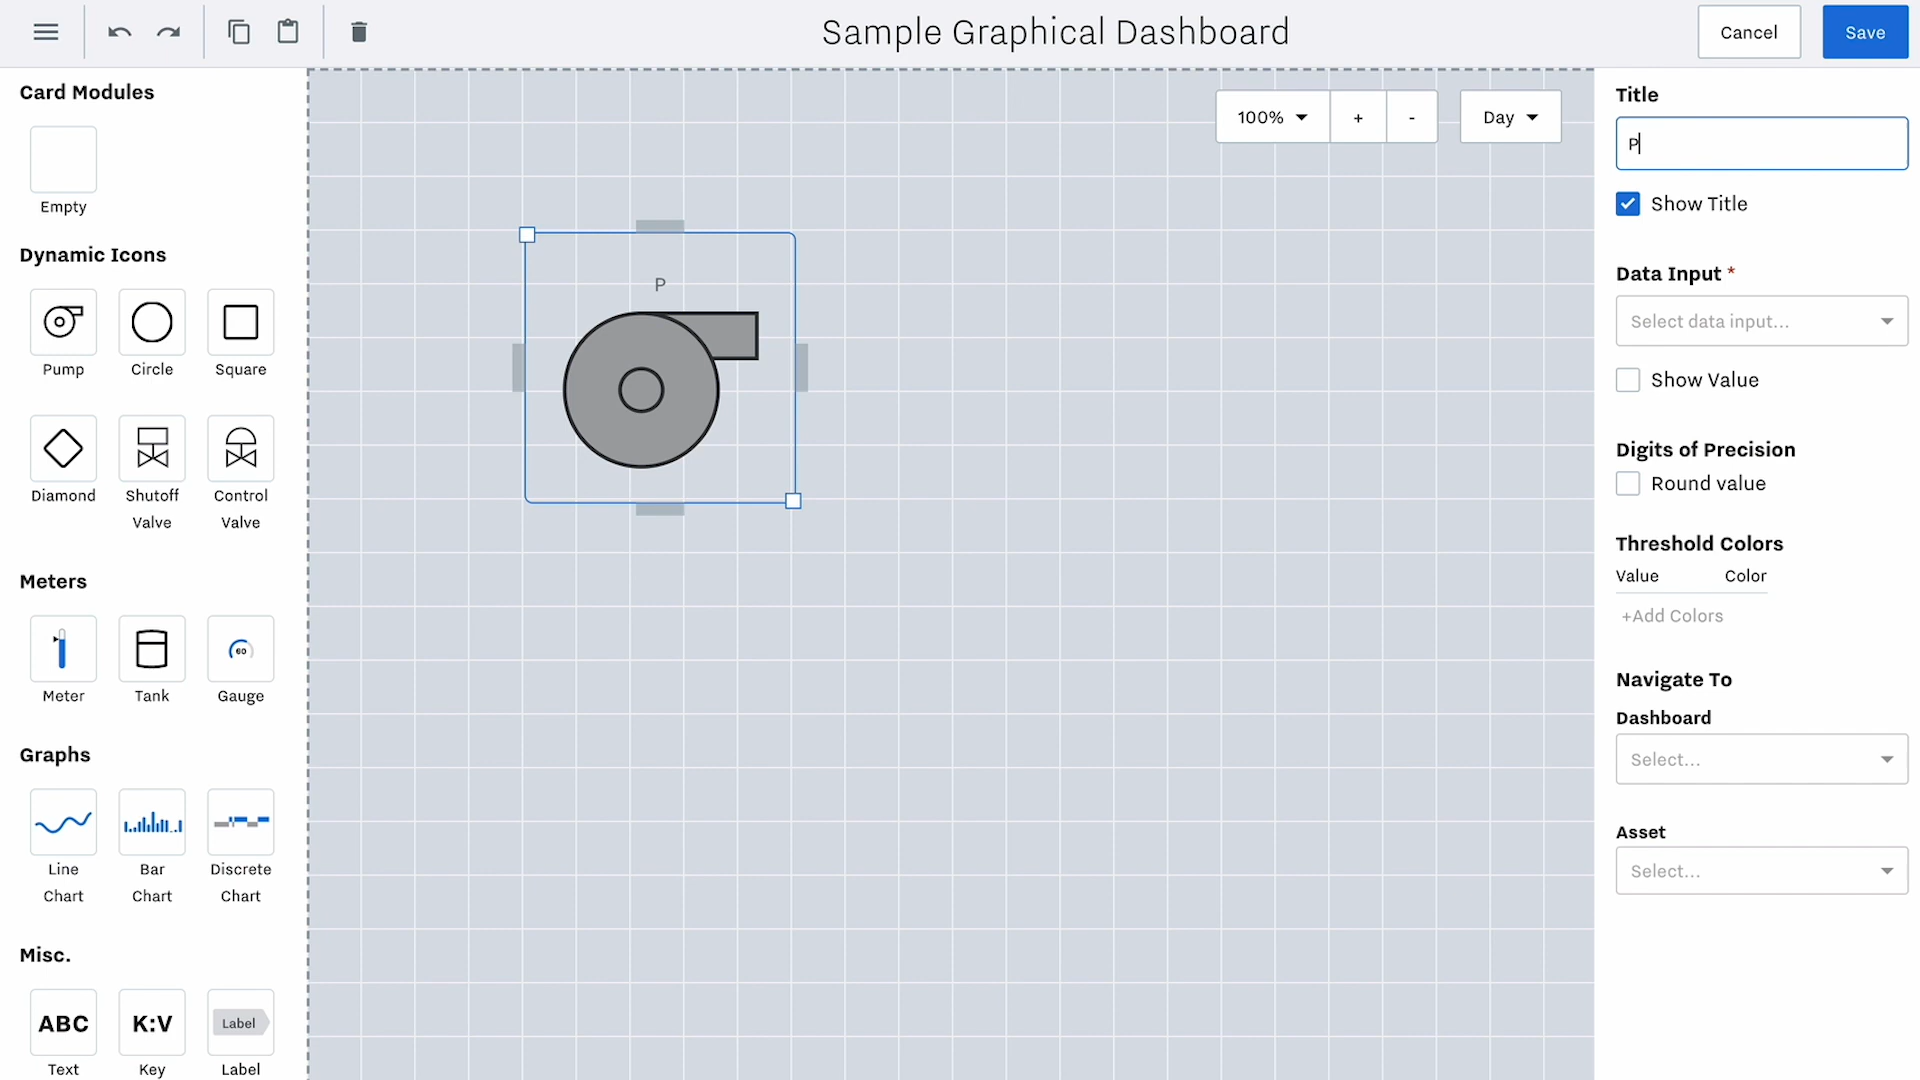 Sample Graphical Dashboard
Cancel
Save
Card Modules
Empty
Dynamic Icons
Pump
Circle
Square
Diamond
Shutoff
Valve
Control
Valve
Meters
60
Meter
Tank
Gauge
Graphs
Line
Chart
Bar
Chart
Discrete
Chart
Misc.
ABC
K:V
Label
Text
Key
Label
100%
+
-
Day
P
Title
P
Show Title
Data Input *
Select data input...
Show Value
Digits of Precision
Round value
Threshold Colors
Value Color
+Add Colors
Navigate To
Dashboard
Select...
Asset
Select...